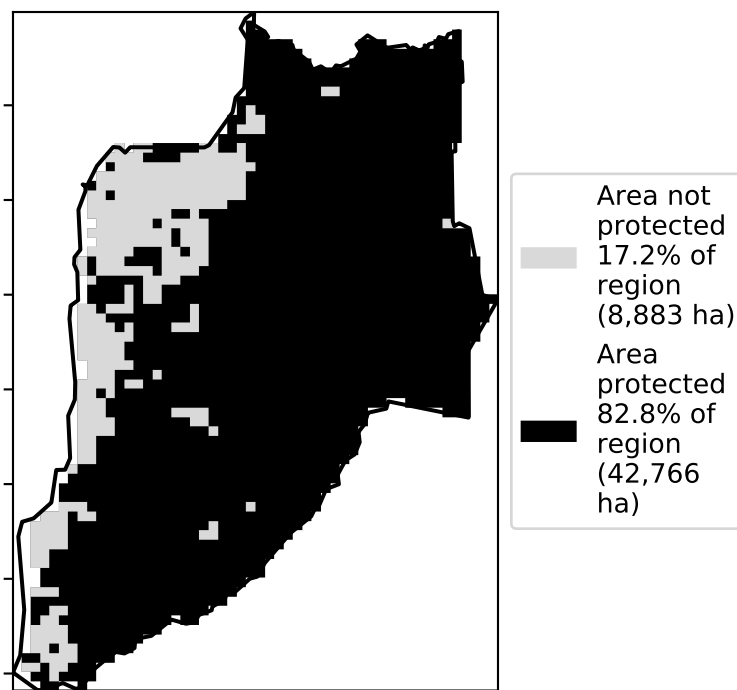 Area not
protected
17.2% of
region
(8,883 ha)
Area
protected
82.8% of
region
(42,766
ha)